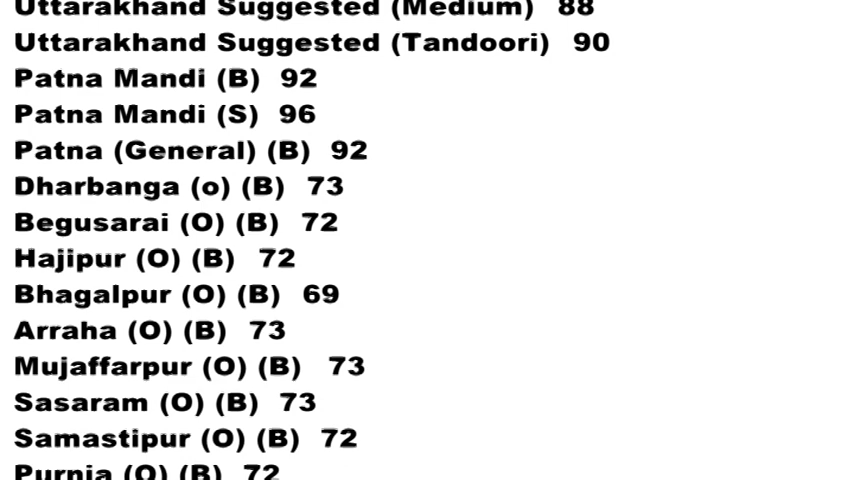 Uttarakhand Suggested (Medium) 88
Uttarakhand Suggested (Tandoori) 90
Patna Mandi (B) 92
Patna Mandi (S) 96
Patna (General) (B) 92
Dharbanga (o) (B) 73
Begusarai (O) (B) 72
Hajipur (O) (B) 72
Bhagalpur (O) (B) 69
Arraha (O) (B) 73
Mujaffarpur (O) (B) 73
Sasaram (O) (B) 73
Samastipur (O) (B) 72
Purnia (O) (B) 72